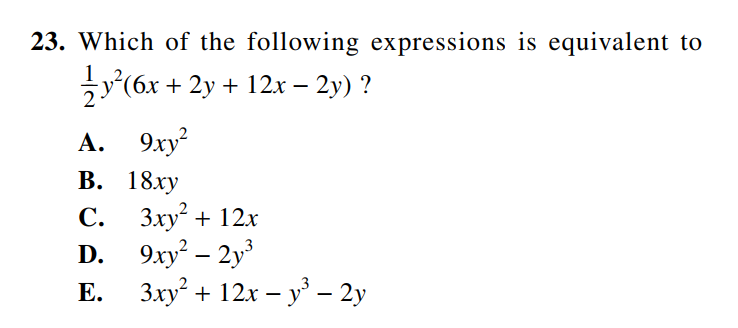 23. Which of the following expressions is equivalent to
1/2 y²(6x + 2y + 12x – 2y) ?
A. 9xy²
B. 18xy
C. 3xy² + 12x
D. 9xy² – 2y³
E. 3xy² + 12x – y³ – 2y